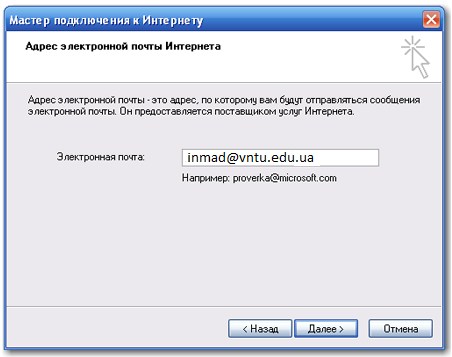 Мастер подключения к Интернету
Адрес электронной почты Интернета
Адрес электронной почты - это адрес, по которому вам будут отправляться сообщения
электронной почты. Он предоставляется поставщиком услуг Интернета.
Электронная почта:
inmad@vntu.edu.ua
Например: proverka@microsoft.com
< Назад
Далее >
Отмена